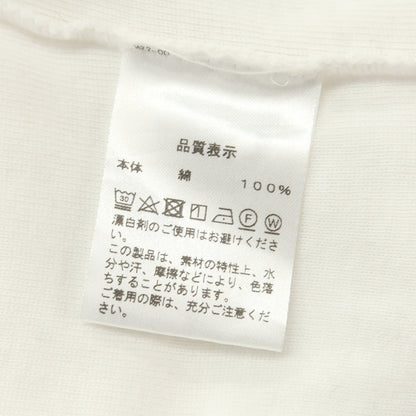 品質表示
本体 綿 100%
30 F W
漂白剤のご使用はお避けくださ
い。
この製品は、素材の特性上、水
分や汗、摩擦などにより、色落
ちすることがあります。
ご着用の際は、充分ご注意くだ
さい。